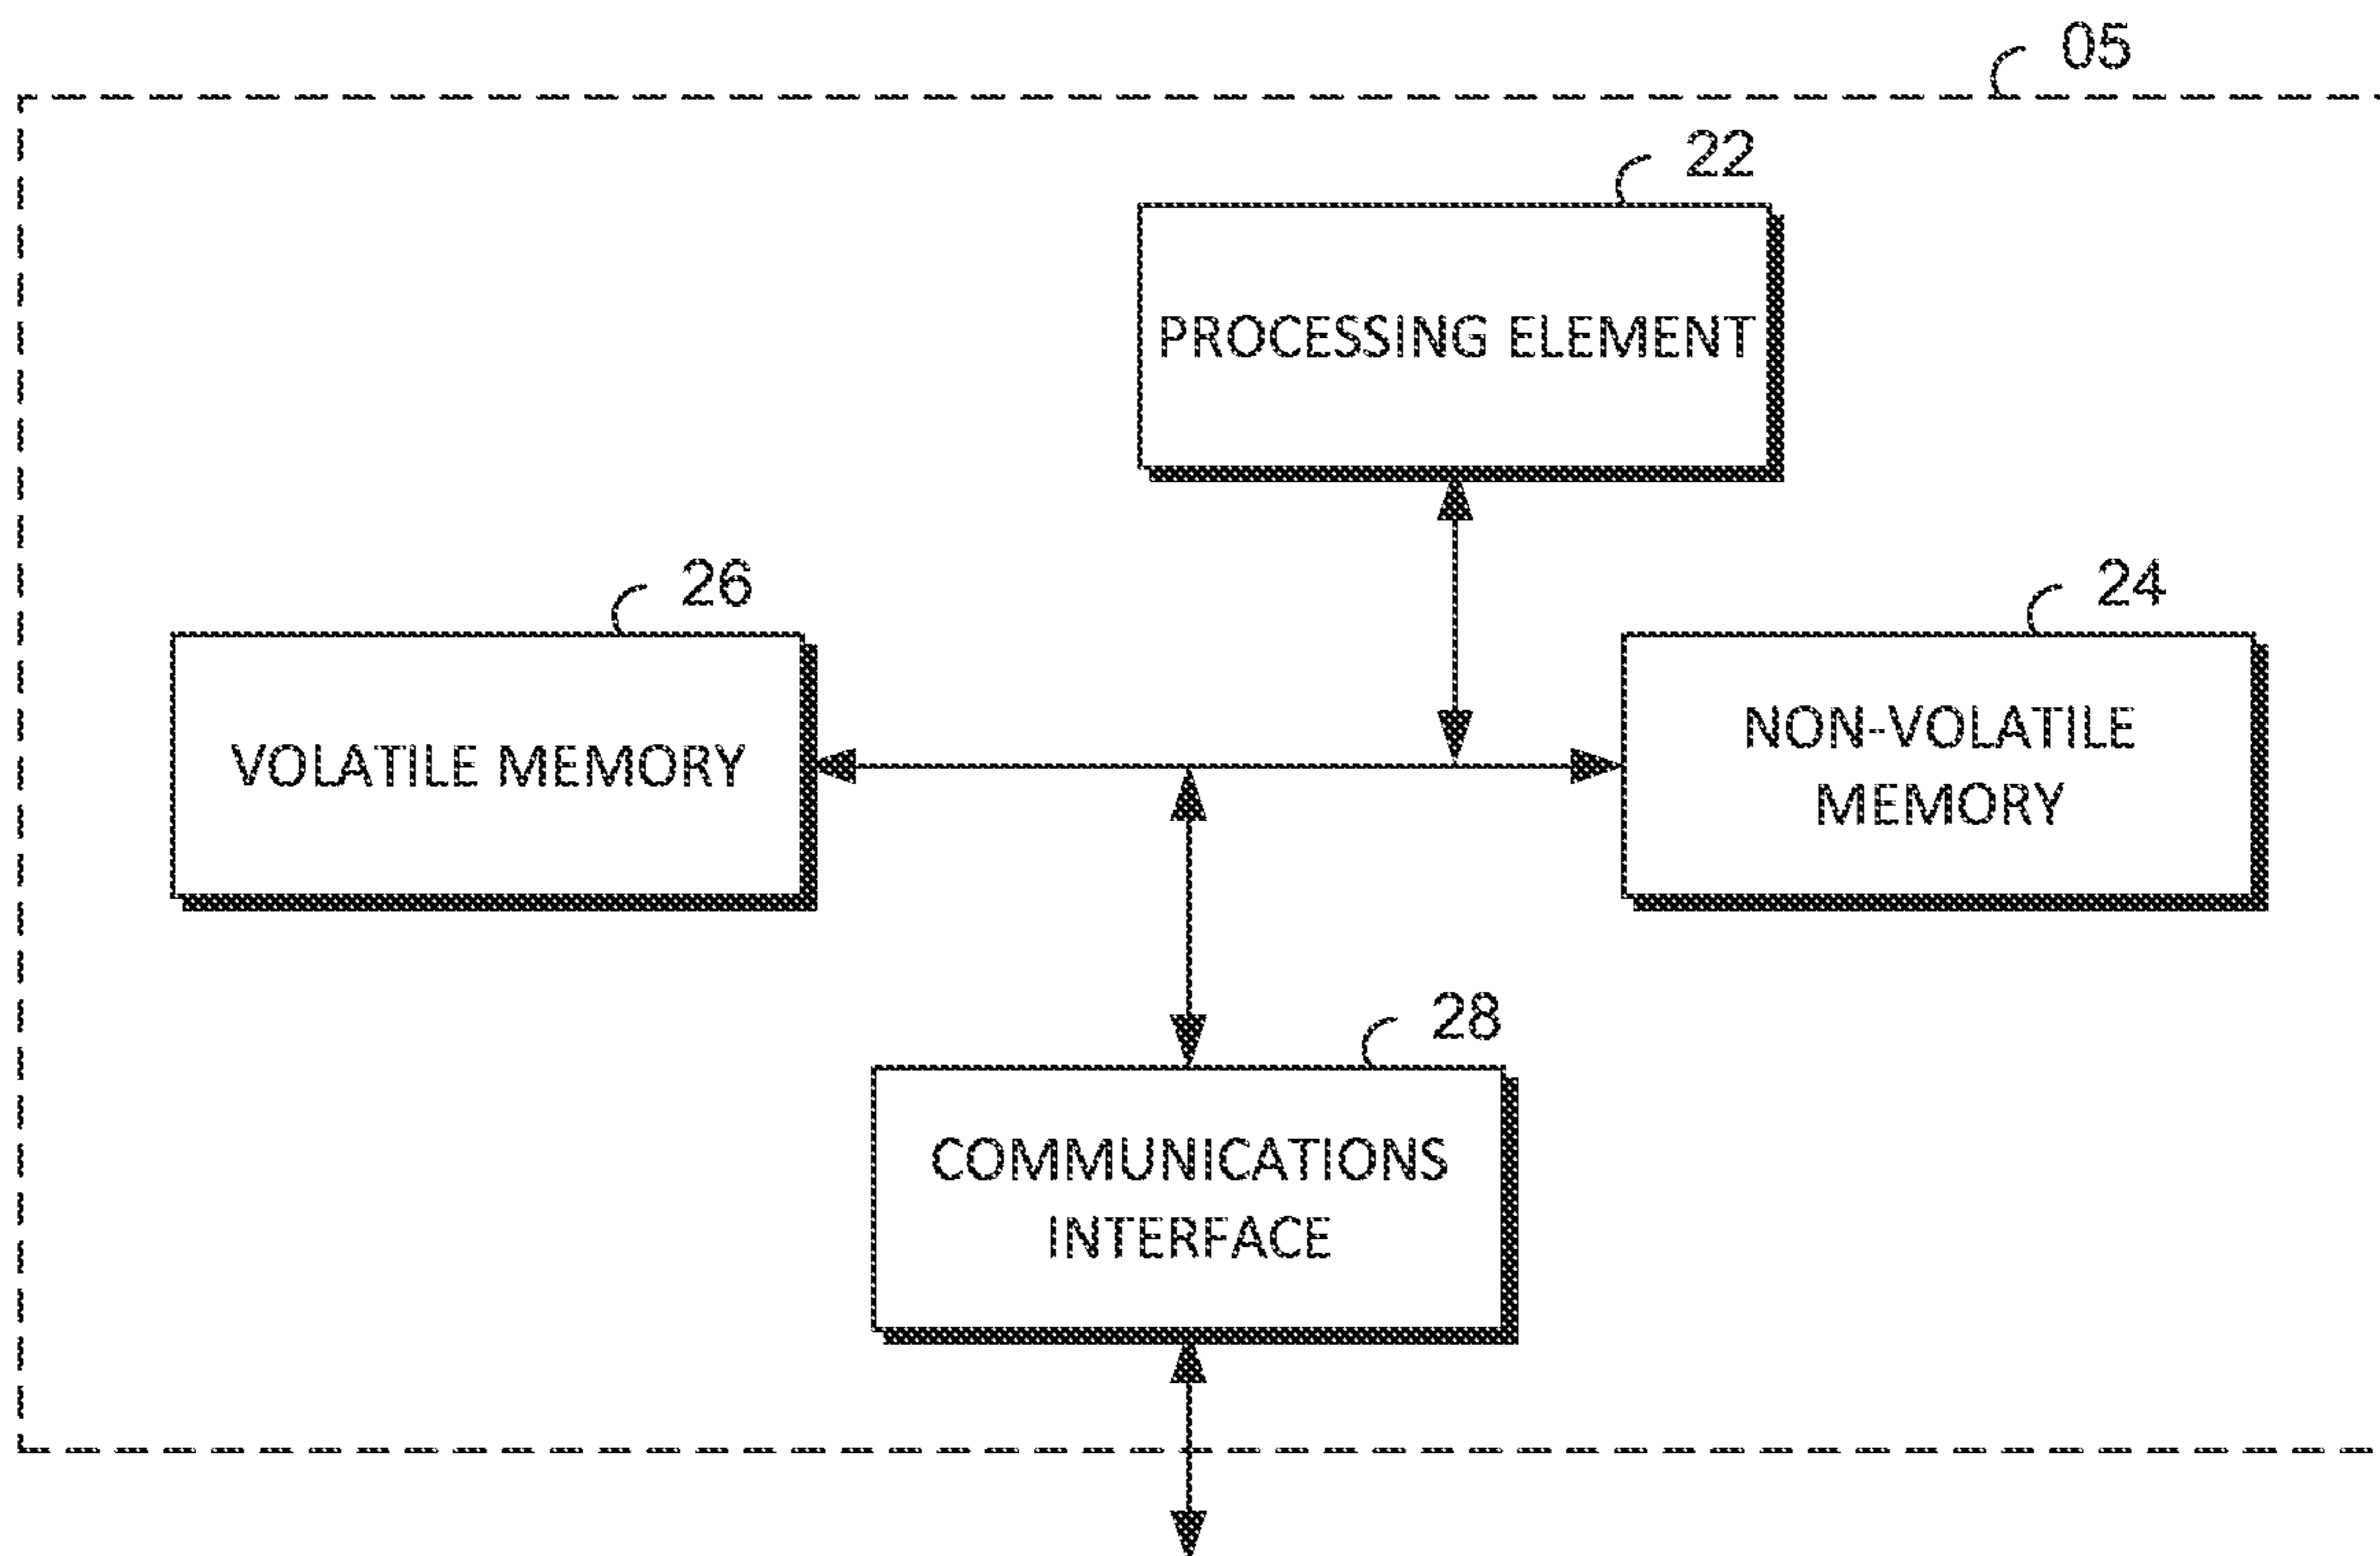 05
22
PROCESSING ELEMENT
26
24
VOLATILE MEMORY
NON-VOLATILE
MEMORY
28
COMMUNICATIONS
INTERFACE